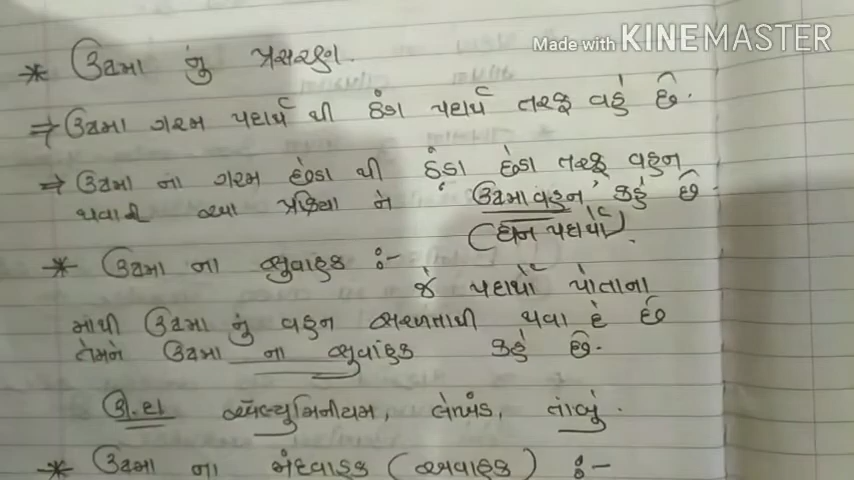 Made with KINEMASTER
* ઉષ્મા નું પ્રસરણ.
⇒ ઉષ્મા ગરમ પદાર્થ થી ઠંડા પદાર્થ તરફ વહે છે.
⇒ ઉષ્મા ના ગરમ છેડા થી ઠંડા છેડા તરફ વહન
થવાની આ પ્રક્રિયા ને "ઉષ્મા વહન" કહે છે.
(ઘન પદાર્થો)
* ઉષ્મા ના સુવાહક :-
જે પદાર્થો પોતાના
માંથી ઉષ્મા નું વહન સરળતાથી થવા દે છે
તેમને ઉષ્મા ના સુવાહક કહે છે.
ઉ.દા એલ્યુમિનીયમ, લોખંડ, તાંબું.
* ઉષ્મા ના મંદવાહક (અવાહક) :-